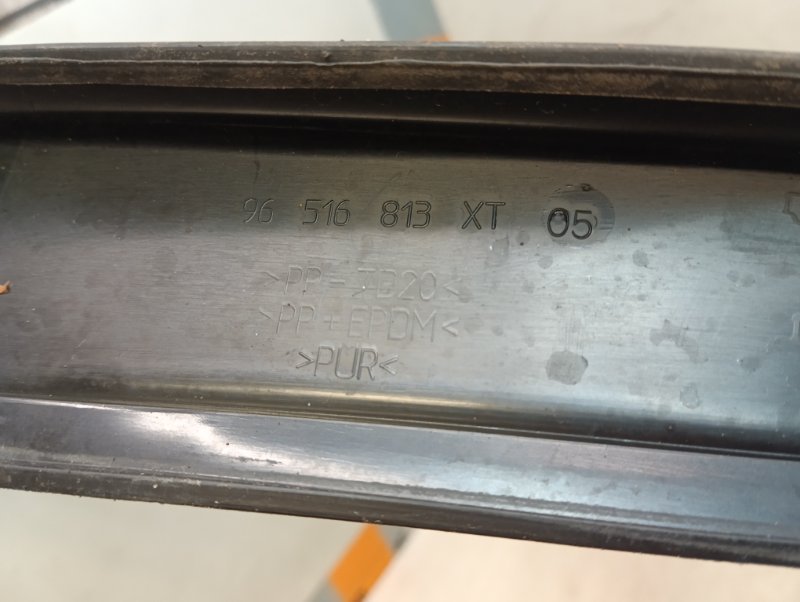 96 516 813 XT 05
>PP-TD20<
>PP+EPDM<
>PUR<